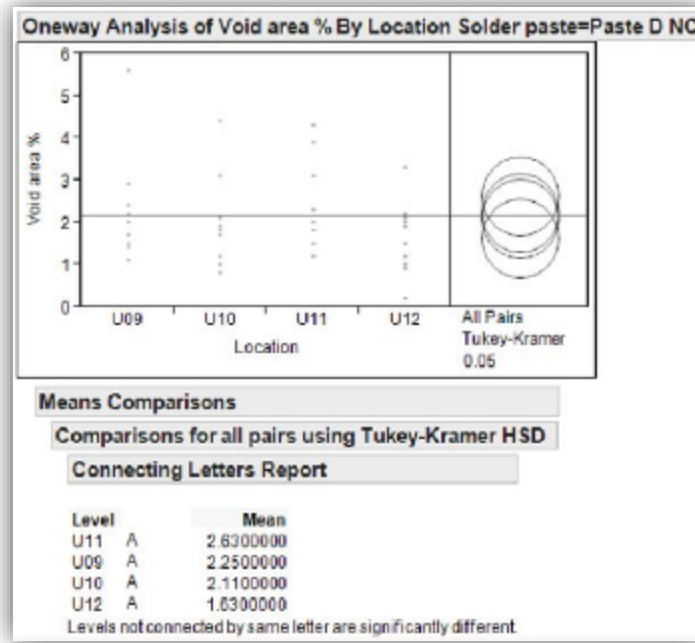 Oneway Analysis of Void area % By Location Solder paste=Paste D NC
6
5
4
3
2
1
0
Void area %
U09 U10 U11 U12
Location
All Pairs
Tukey-Kramer
0.05
Means Comparisons
Comparisons for all pairs using Tukey-Kramer HSD
Connecting Letters Report
Level Mean
U11 A 2.6300000
U09 A 2.2500000
U10 A 2.1100000
U12 A 1.6300000
Levels not connected by same letter are significantly different.